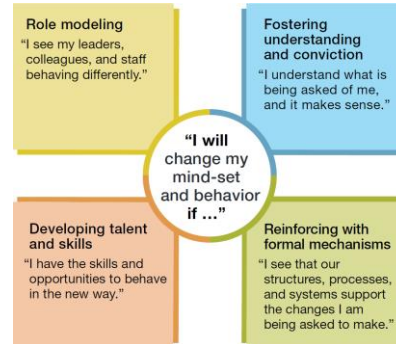 Role modeling
“I see my leaders,
colleagues, and staff
behaving differently.”
Fostering
understanding
and conviction
“I understand what is
being asked of me,
and it makes sense.”
“I will
change my
mind-set
and behavior
if ...”
Developing talent
and skills
“I have the skills and
opportunities to behave
in the new way.”
Reinforcing with
formal mechanisms
“I see that our
structures, processes,
and systems support
the changes I am
being asked to make.”